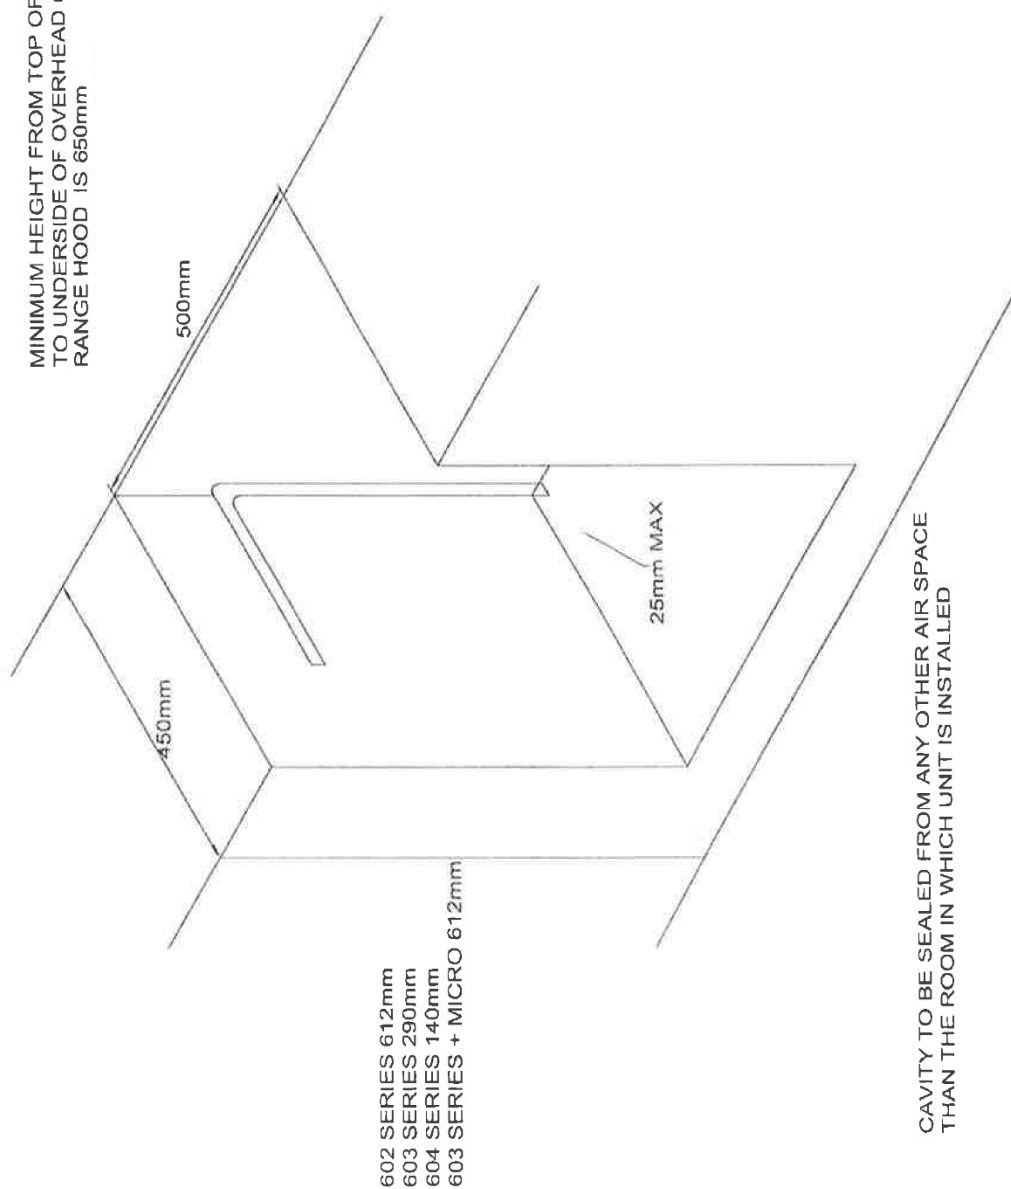 MINIMUM HEIGHT FROM TOP OF
TO UNDERSIDE OF OVERHEAD
RANGE HOOD IS 650mm
500mm
450mm
25mm MAX
602 SERIES 612mm
603 SERIES 290mm
604 SERIES 140mm
603 SERIES + MICRO 612mm
CAVITY TO BE SEALED FROM ANY OTHER AIR SPACE
THAN THE ROOM IN WHICH UNIT IS INSTALLED